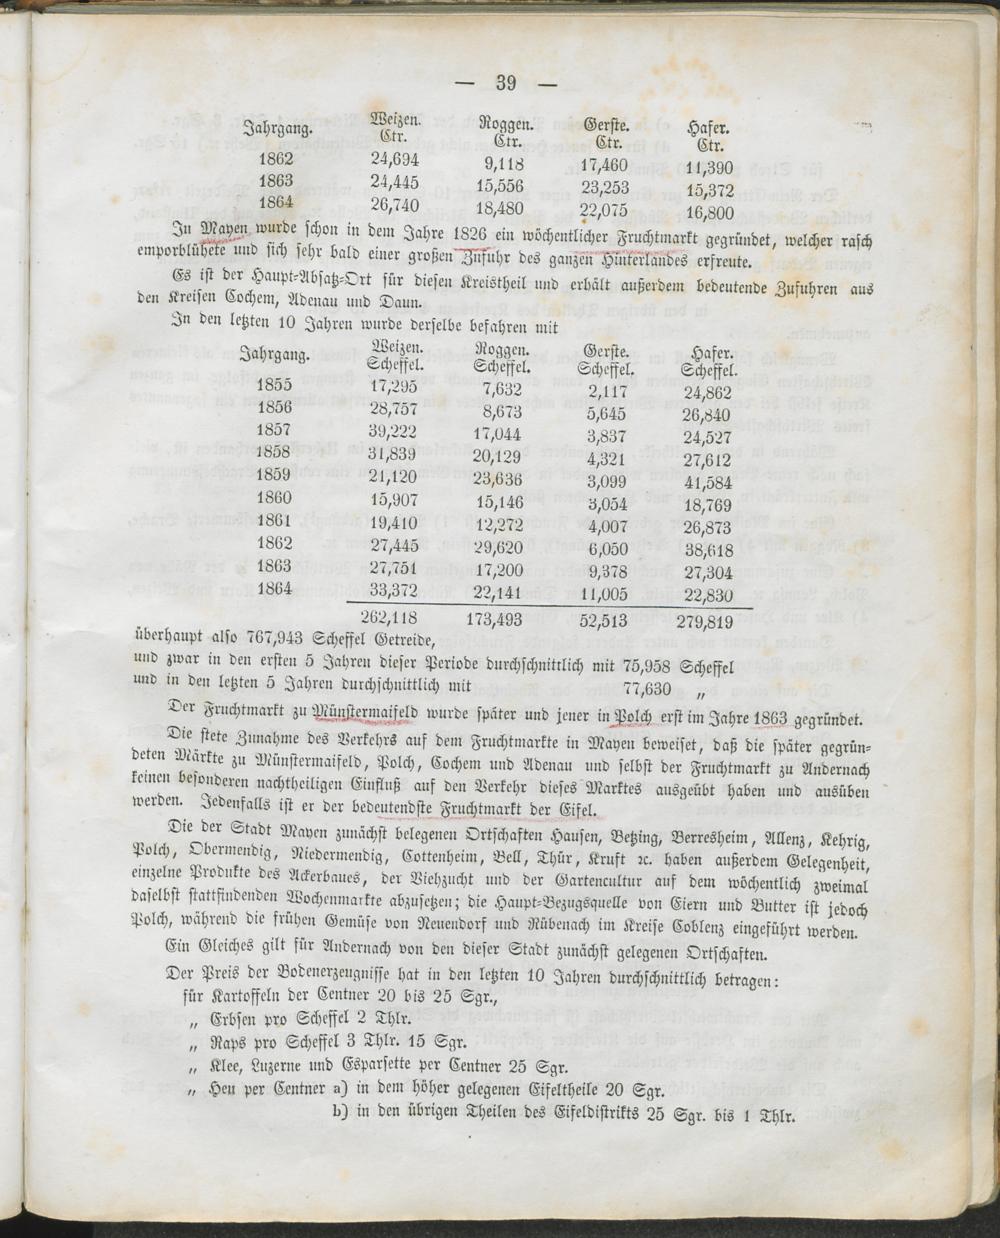 — 39 —
Jahrgang. Weizen. Roggen. Gerste. Hafer.
Ctr. Ctr. Ctr. Ctr.
1862 24,694 9,118 17,460 11,390
1863 24,445 15,556 23,253 15,372
1864 26,740 18,480 22,075 16,800
In Mayen wurde schon in dem Jahre 1826 ein wöchentlicher Fruchtmarkt gegründet, welcher rasch
emporblühete und sich sehr bald einer großen Zufuhr des ganzen Hinterlandes erfreute.
Es ist der Haupt-Absatz-Ort für diesen Kreistheil und erhält außerdem bedeutende Zufuhren aus
den Kreisen Cochem, Adenau und Daun.
In den letzten 10 Jahren wurde derselbe befahren mit
Jahrgang. Weizen. Roggen. Gerste. Hafer.
Scheffel. Scheffel. Scheffel. Scheffel.
1855 17,295 7,632 2,117 24,862
1856 28,757 8,673 5,645 26,840
1857 39,222 17,044 3,837 24,527
1858 31,839 20,129 4,321 27,612
1859 21,120 23,636 3,099 41,584
1860 15,907 15,146 3,054 18,769
1861 19,410 12,272 4,007 26,873
1862 27,445 29,620 6,050 38,618
1863 27,751 17,200 9,378 27,304
1864 33,372 22,141 11,005 22,830
262,118 173,493 52,513 279,819
überhaupt also 767,943 Scheffel Getreide,
und zwar in den ersten 5 Jahren dieser Periode durchschnittlich mit 75,958 Scheffel
und in den letzten 5 Jahren durchschnittlich mit 77,630 „
Der Fruchtmarkt zu Münstermaifeld wurde später und jener in Polch erst im Jahre 1863 gegründet.
Die stete Zunahme des Verkehrs auf dem Fruchtmarkte in Mayen beweiset, daß die später gegrün-
deten Märkte zu Münstermaifeld, Polch, Cochem und Adenau und selbst der Fruchtmarkt zu Andernach
keinen besonderen nachtheiligen Einfluß auf den Verkehr dieses Marktes ausgeübt haben und ausüben
werden. Jedenfalls ist er der bedeutendste Fruchtmarkt der Eifel.
Die der Stadt Mayen zunächst belegenen Ortschaften Hausen, Betzing, Berresheim, Allenz, Kehrig,
Polch, Obermendig, Niedermendig, Cottenheim, Bell, Thür, Kruft ꝛc. haben außerdem Gelegenheit,
einzelne Produkte des Ackerbaues, der Viehzucht und der Gartencultur auf dem wöchentlich zweimal
daselbst stattfindenden Wochenmarkte abzusetzen; die Haupt-Bezugsquelle von Eiern und Butter ist jedoch
Polch, während die frühen Gemüse von Neuendorf und Rübenach im Kreise Coblenz eingeführt werden.
Ein Gleiches gilt für Andernach von den dieser Stadt zunächst gelegenen Ortschaften.
Der Preis der Bodenerzeugnisse hat in den letzten 10 Jahren durchschnittlich betragen:
für Kartoffeln der Centner 20 bis 25 Sgr.,
„ Erbsen pro Scheffel 2 Thlr.
„ Raps pro Scheffel 3 Thlr. 15 Sgr.
„ Klee, Luzerne und Esparsette per Centner 25 Sgr.
„ Heu per Centner a) in dem höher gelegenen Eifeltheile 20 Sgr.
b) in den übrigen Theilen des Eifeldistrikts 25 Sgr. bis 1 Thlr.